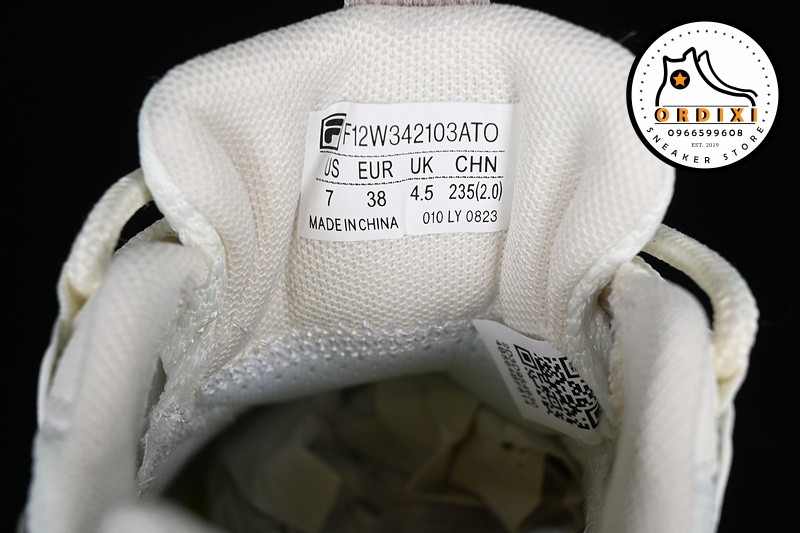 F12W342103ATO
US EUR UK CHN
7 38 4.5 235(2.0)
MADE IN CHINA 010 LY 0823
ORDIXI
0966599608
EST, 2019
SNEAKER STORE